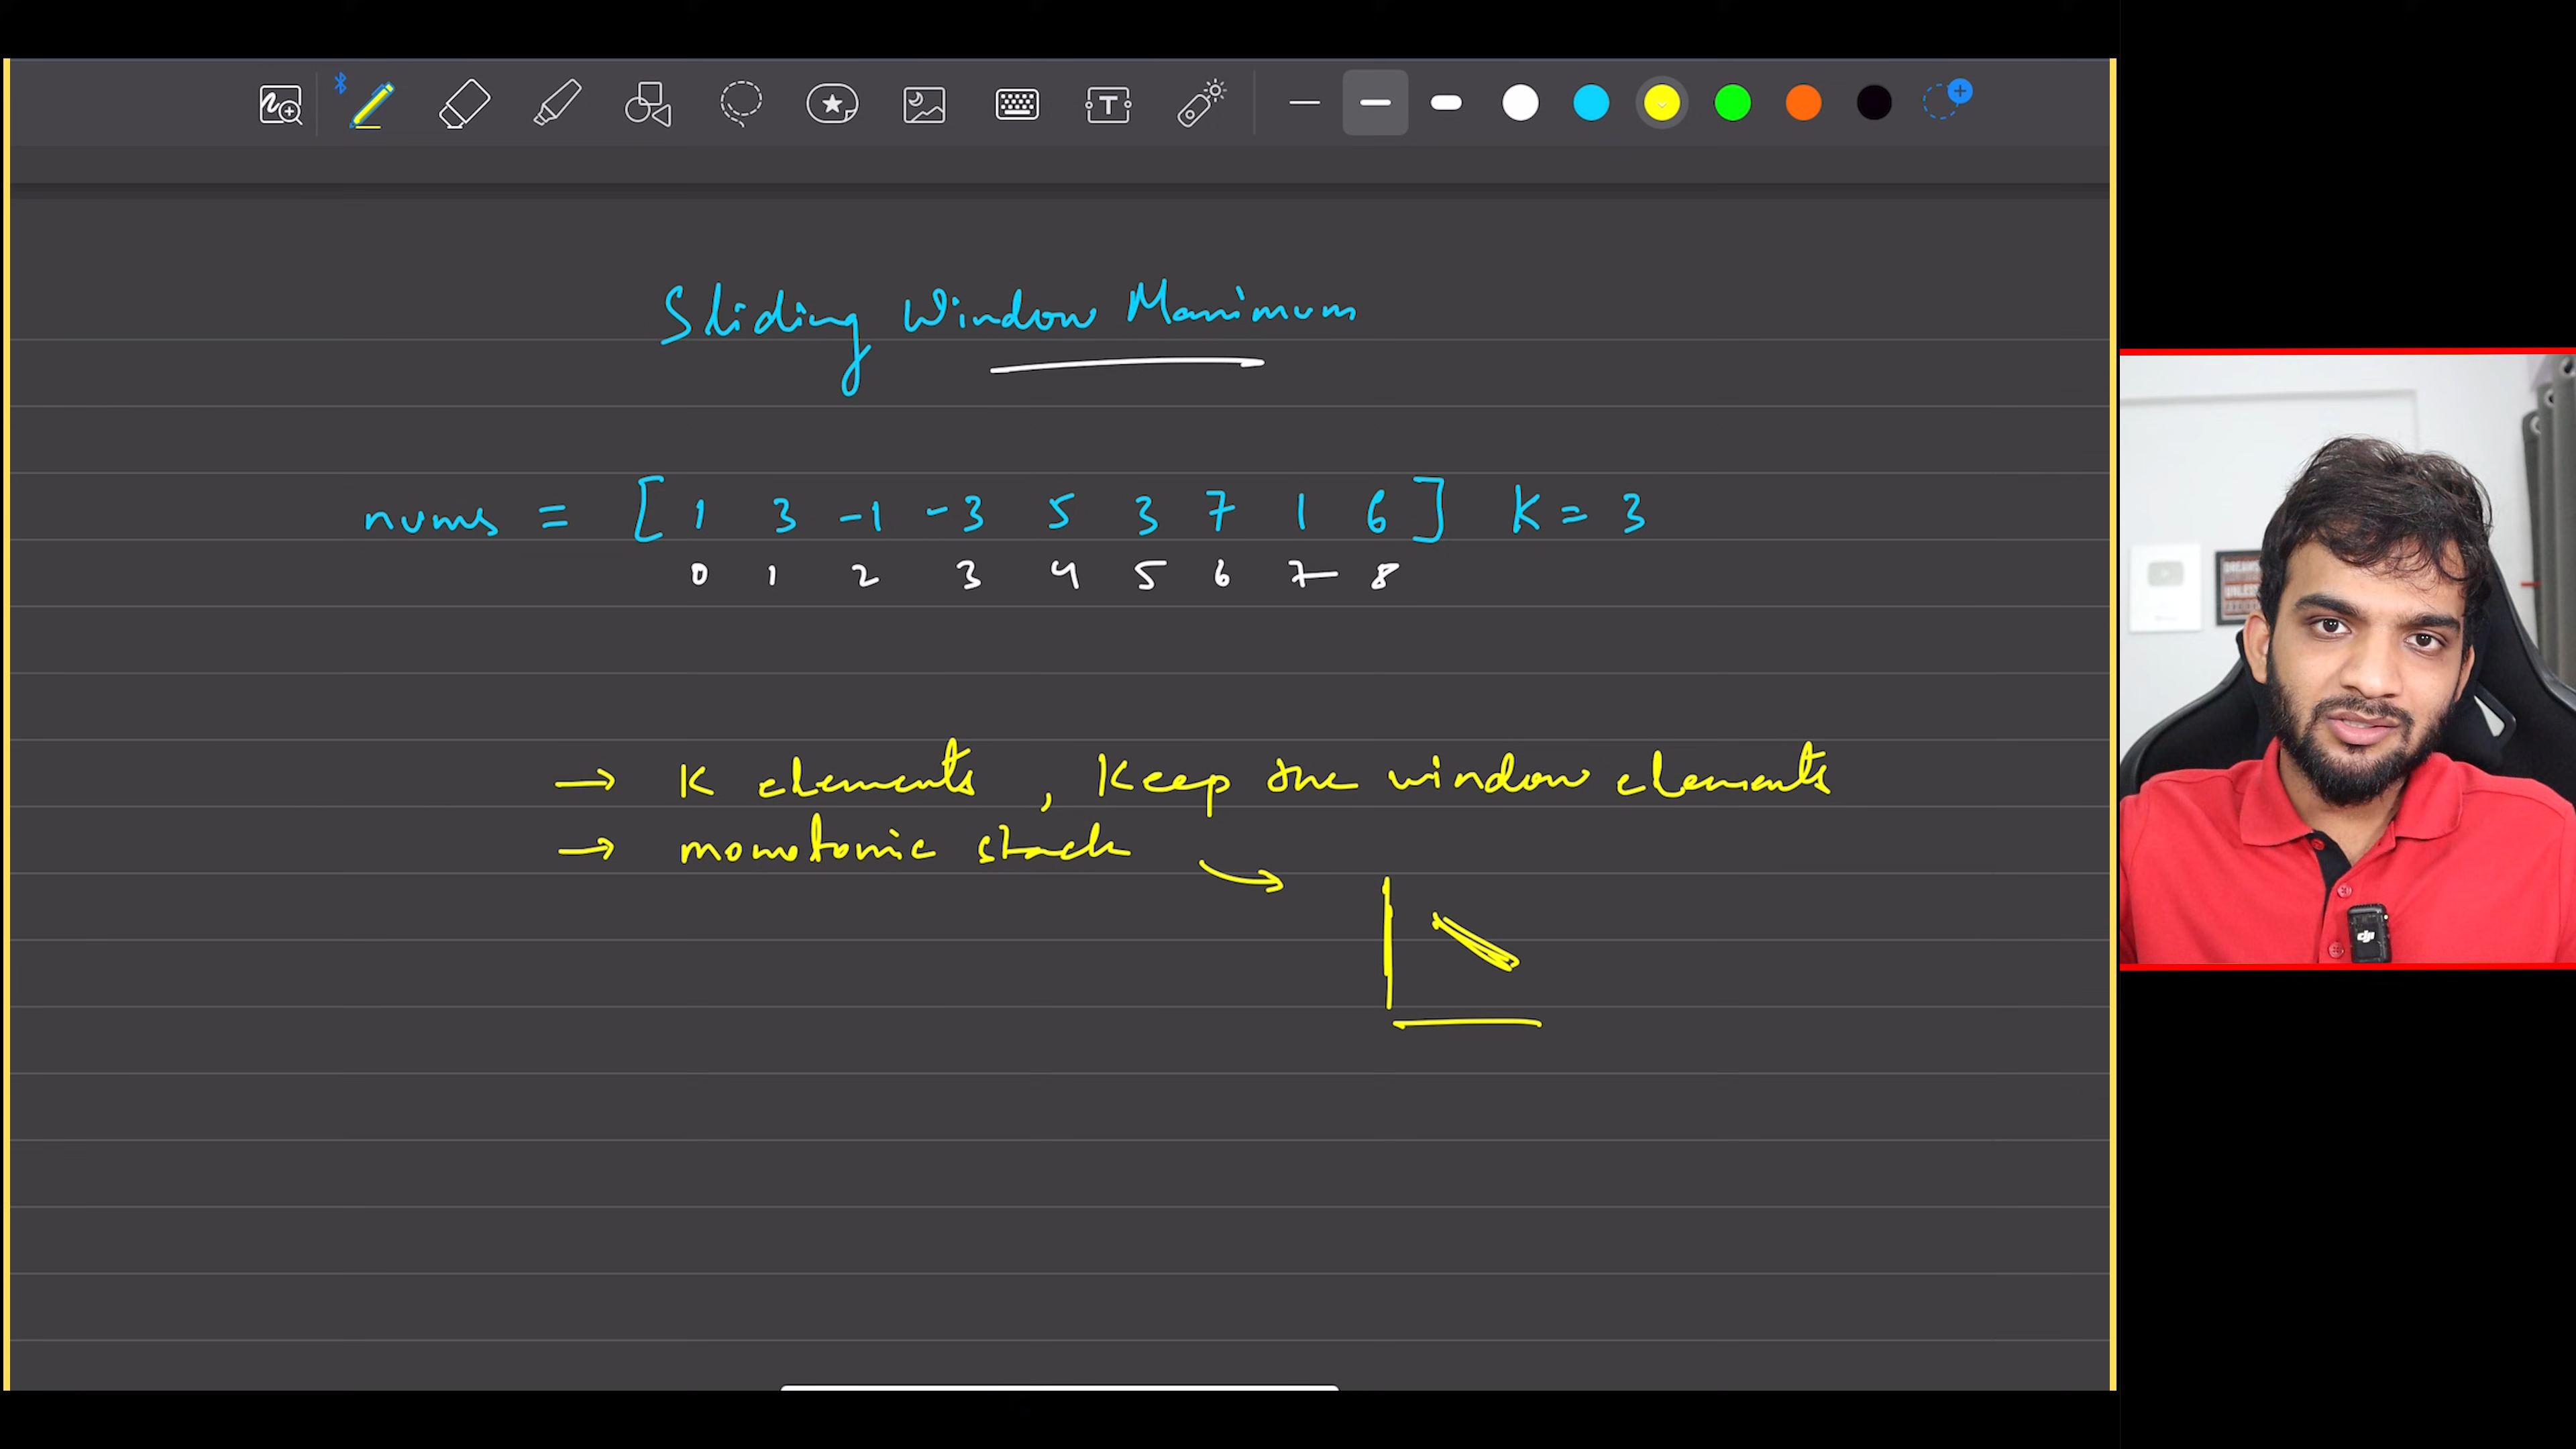 Sliding Window Maximum
nums = [ 1 3 -1 -3 5 3 7 1 6 ] K = 3
0 1 2 3 4 5 6 7 8
→ K elements , Keep the window elements
→ monotonic stack
T
dji